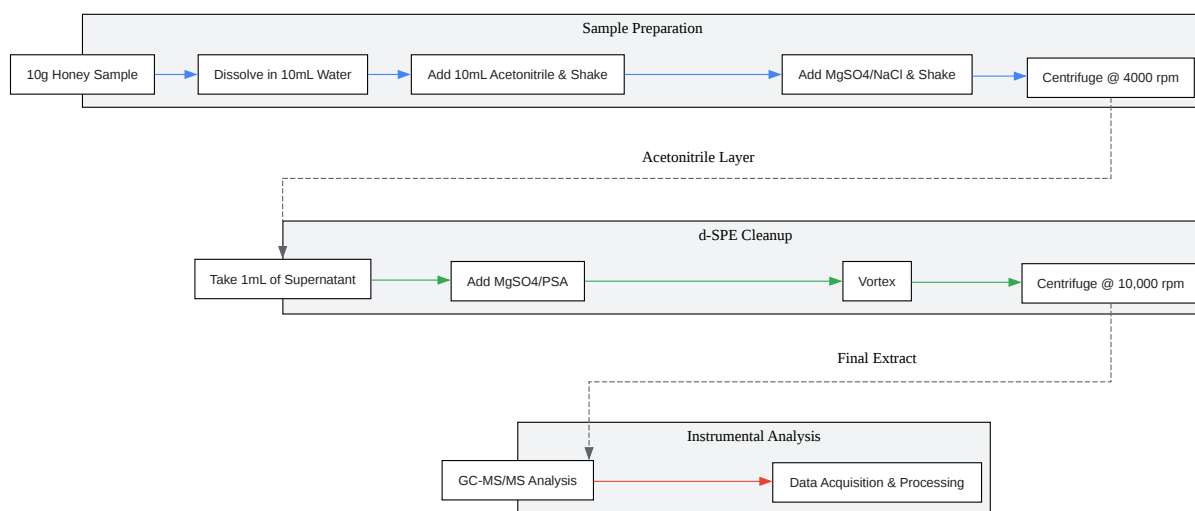 Sample Preparation
10g Honey Sample
Dissolve in 10mL Water
Add 10mL Acetonitrile & Shake
Add MgSO4/NaCl & Shake
Centrifuge @ 4000 rpm
Acetonitrile Layer
d-SPE Cleanup
Take 1mL of Supernatant
Add MgSO4/PSA
Vortex
Centrifuge @ 10,000 rpm
Final Extract
Instrumental Analysis
GC-MS/MS Analysis
Data Acquisition & Processing